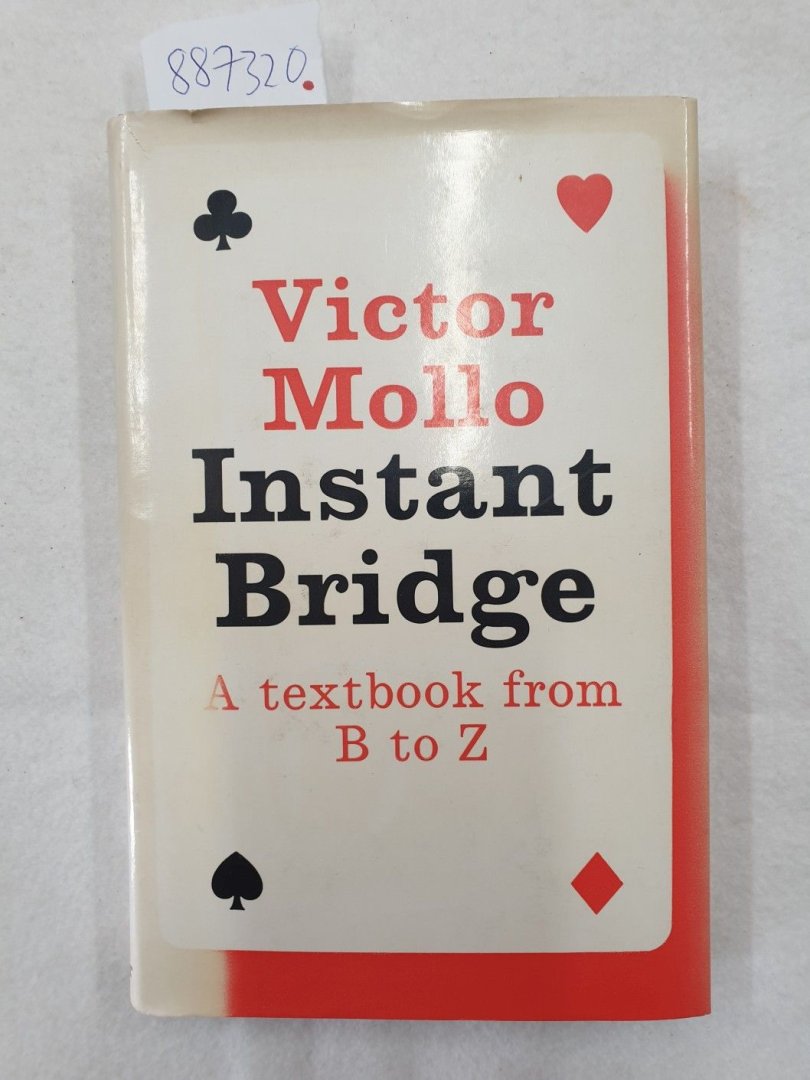 887320.
Victor
Mollo
Instant
Bridge
A textbook from
B to Z